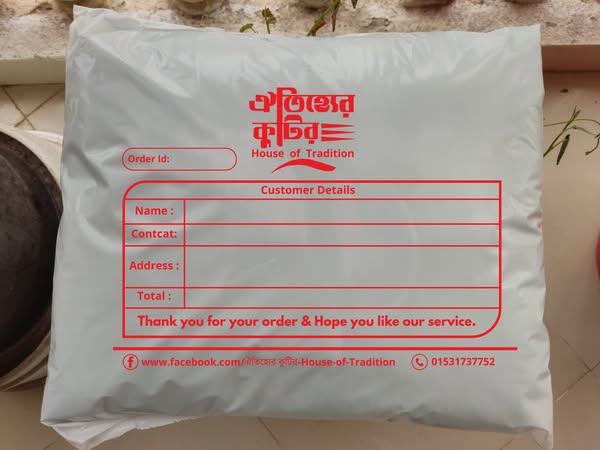 ঐতিহ্যের
কুটির
House of Tradition
Order Id:
Customer Details
Name :
Contcat:
Address :
Total :
Thank you for your order & Hope you like our service.
www.facebook.com/ঐতিহ্যের কুটির-House-of-Tradition
01531737752